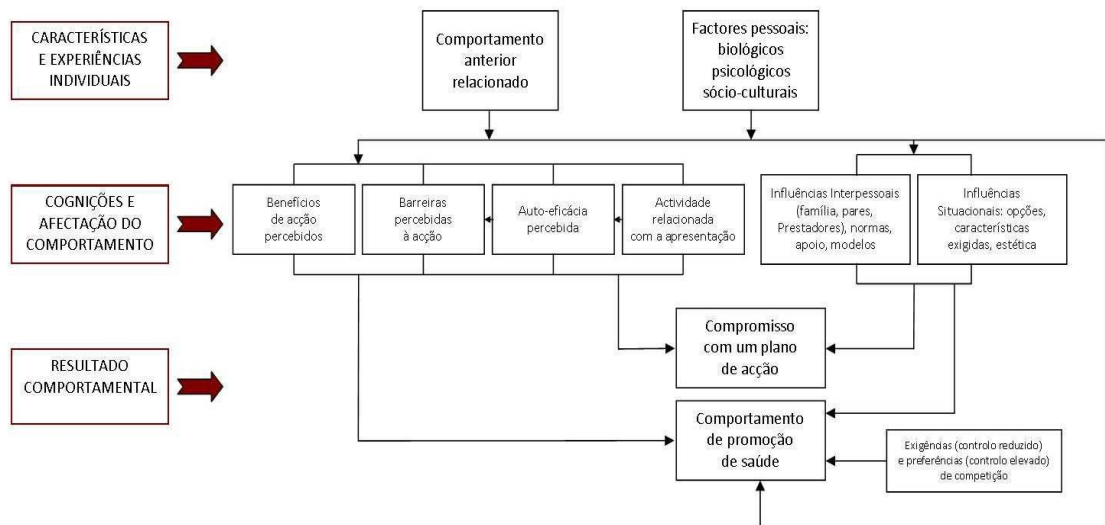 CARACTERÍSTICAS
E EXPERIÊNCIAS
INDIVIDUAIS
Comportamento
anterior
relacionado
Factores pessoais:
biológicos
psicológicos
sócio-culturais
COGNIÇÕES E
AFECTAÇÃO DO
COMPORTAMENTO
Benefícios
de acção
percebidos
Barreiras
percebidas
à acção
Auto-eficácia
percebida
Actividade
relacionada
com a apresentação
Influências Interpessoais
(família, pares,
Prestadores), normas,
apoio, modelos
Influências
Situacionais: opções,
características
exigidas, estética
RESULTADO
COMPORTAMENTAL
Compromisso
com um plano
de acção
Comportamento
de promoção
de saúde
Exigências (controlo reduzido)
e preferências (controlo elevado)
de competição